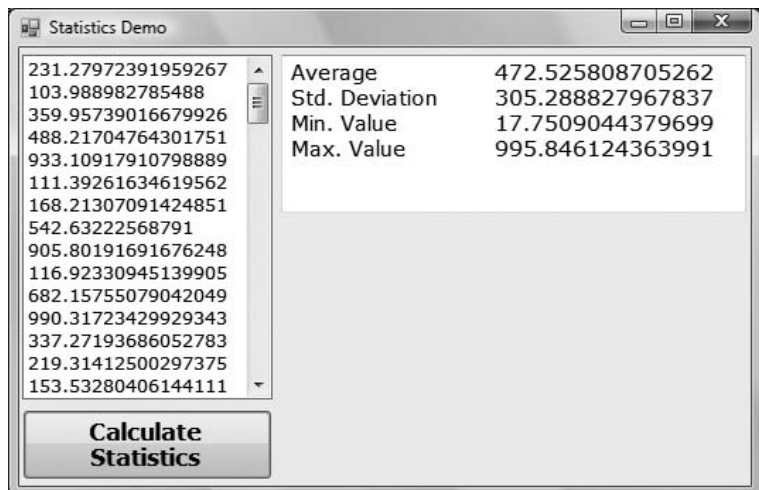 Statistics Demo
231.27972391959267
103.988982785488
359.95739016679926
488.21704764301751
933.10917910798889
111.39261634619562
168.21307091424851
542.63222568791
905.80191691676248
116.92330945139905
682.15755079042049
990.31723429929343
337.27193686052783
219.31412500297375
153.53280406144111
Average 472.525808705262
Std. Deviation 305.288827967837
Min. Value 17.7509044379699
Max. Value 995.846124363991
Calculate
Statistics